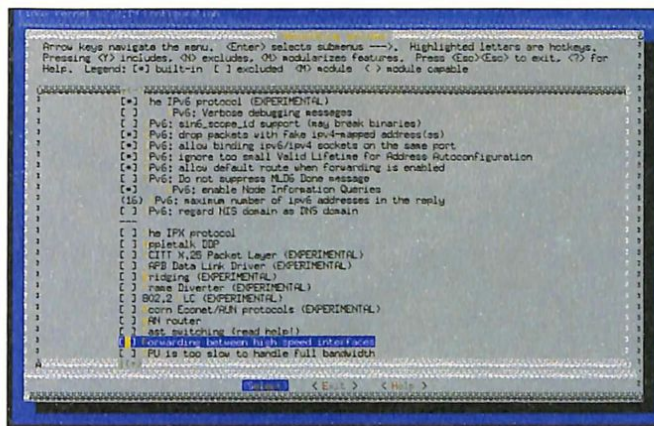 Arrow keys navigate the menu. <Enter> selects submenus --->. Highlighted letters are hotkeys.
Pressing <Y> includes, <N> excludes, <M> modularizes features. Press <Esc><Esc> to exit, <?> for
Help. Legend: [*] built-in [ ] excluded <M> module < > module capable
[*] he IPv6 protocol (EXPERIMENTAL)
[ ] Pv6: Verbose debugging messages
[ ] Pv6: sin6_scope_id support (may break binaries)
[*] Pv6: drop packets with fake ipv4-mapped address(es)
[*] Pv6: allow binding ipv6/ipv4 sockets on the same port
[*] Pv6: ignore too small Valid Lifetime for Address Autoconfiguration
[*] Pv6: allow default route when forwarding is enabled
[ ] Pv6: Do not suppress MLD6 Done message
[*] Pv6: enable Node Information Queries
(16) Pv6: maximum number of ipv6 addresses in the reply
[ ] Pv6: regard NIS domain as DNS domain
---
[ ] he IPX protocol
[ ] ppletalk DDP
[ ] CITT X.25 Packet Layer (EXPERIMENTAL)
[ ] APB Data Link Driver (EXPERIMENTAL)
[ ] ridging (EXPERIMENTAL)
[ ] rame Diverter (EXPERIMENTAL)
[ ] 802.2 LC (EXPERIMENTAL)
[ ] corn Econet/AUN protocols (EXPERIMENTAL)
[ ] AN router
[ ] ast switching (read help!)
[ ] Forwarding between high speed interfaces
[ ] PU is too slow to handle full bandwidth
<Select> < Exit > < Help >